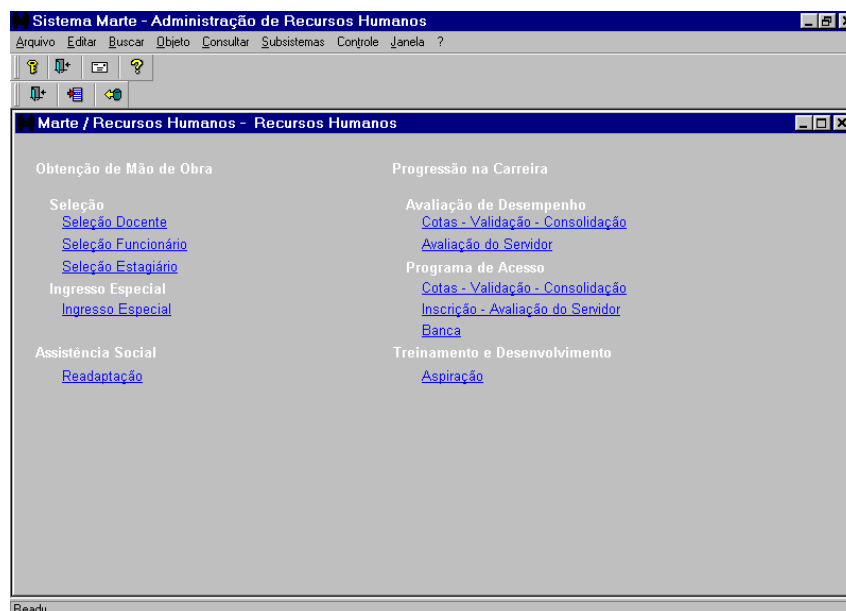 Sistema Marte - Administração de Recursos Humanos
Arquivo Editar Buscar Objeto Consultar Subsistemas Controle Janela ?
Marte / Recursos Humanos - Recursos Humanos
Obtenção de Mão de Obra
Seleção
Seleção Docente
Seleção Funcionário
Seleção Estagiário
Ingresso Especial
Ingresso Especial
Assistência Social
Readaptação
Progressão na Carreira
Avaliação de Desempenho
Cotas - Validação - Consolidação
Avaliação do Servidor
Programa de Acesso
Cotas - Validação - Consolidação
Inscrição - Avaliação do Servidor
Banca
Treinamento e Desenvolvimento
Aspiração
Ready